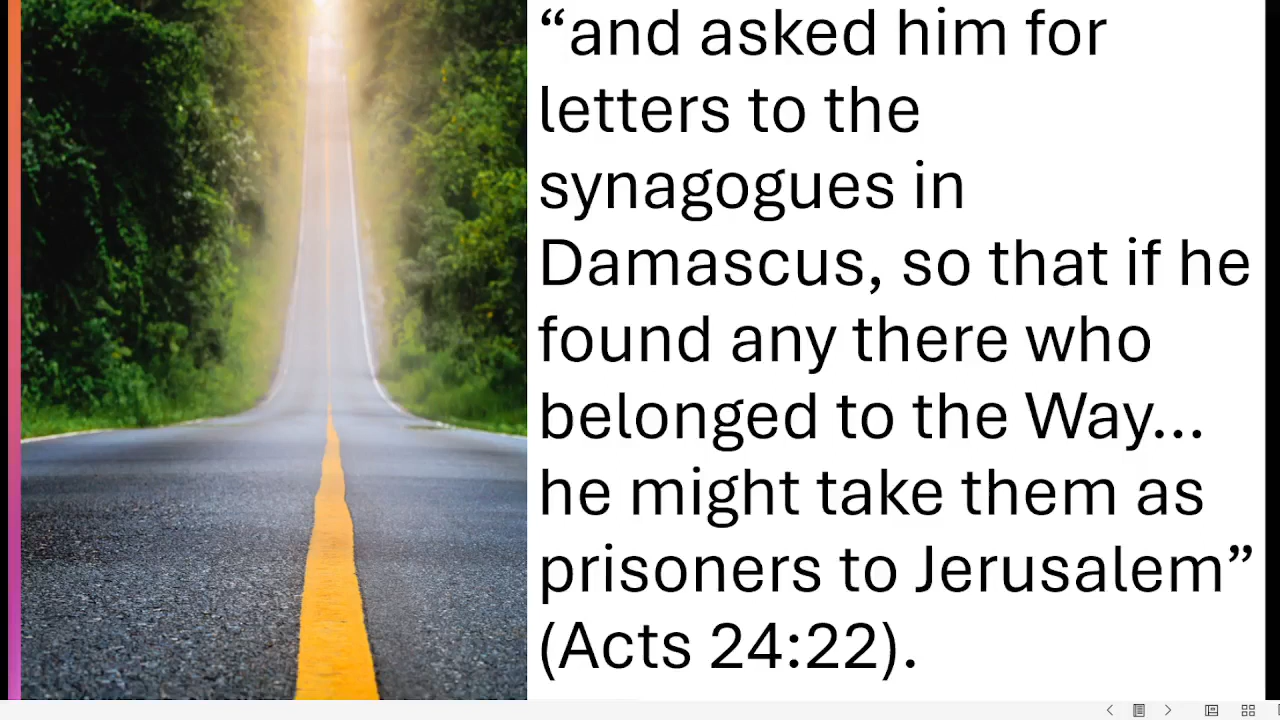 “and asked him for
letters to the
synagogues in
Damascus, so that if he
found any there who
belonged to the Way...
he might take them as
prisoners to Jerusalem”
(Acts 24:22).